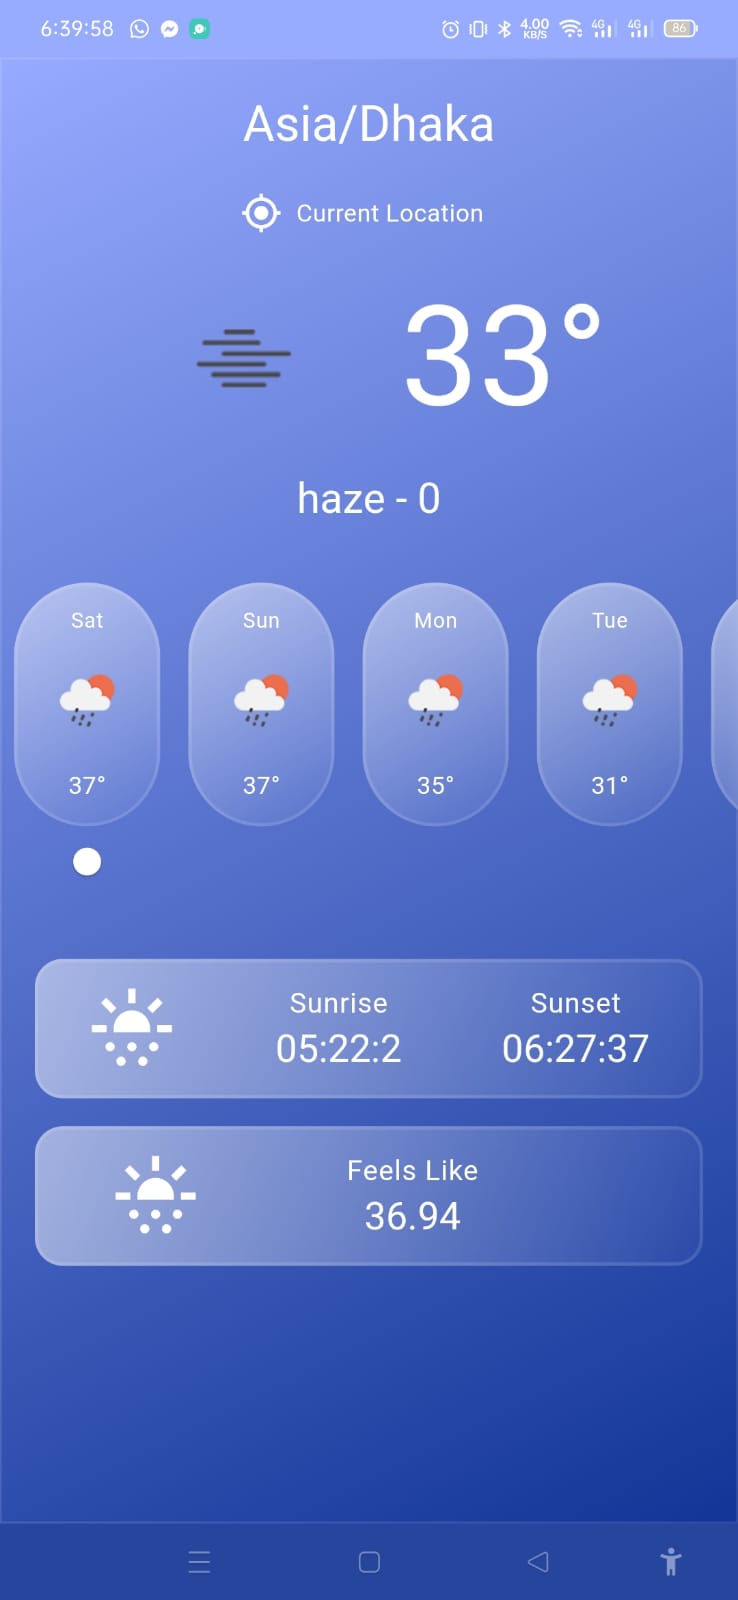 6:39:58 4.00 KB/S 4G 4G 86
Asia/Dhaka
Current Location
33°
haze - 0
Sat Sun Mon Tue
37° 37° 35° 31°
Sunrise Sunset
05:22:2 06:27:37
Feels Like
36.94